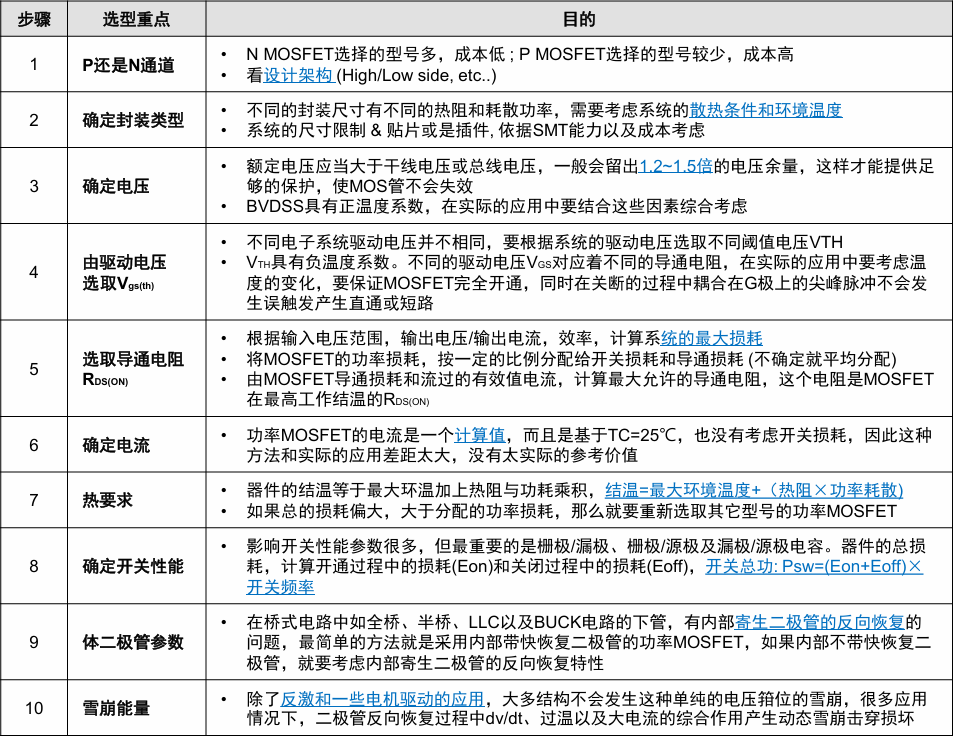 步骤 选型重点 目的
1 P还是N通道
• N MOSFET选择的型号多，成本低 ; P MOSFET选择的型号较少，成本高
• 看设计架构 (High/Low side, etc..)
2 确定封装类型
• 不同的封装尺寸有不同的热阻和耗散功率，需要考虑系统的散热条件和环境温度
• 系统的尺寸限制 & 贴片或是插件, 依据SMT能力以及成本考虑
3 确定电压
• 额定电压应当大于干线电压或总线电压，一般会留出1.2~1.5倍的电压余量，这样才能提供足
够的保护，使MOS管不会失效
• BVDSS具有正温度系数，在实际的应用中要结合这些因素综合考虑
4 由驱动电压
选取Vgs(th)
• 不同电子系统驱动电压并不相同，要根据系统的驱动电压选取不同阈值电压VTH
• VTH具有负温度系数。不同的驱动电压VGS对应着不同的导通电阻，在实际的应用中要考虑温
度的变化，要保证MOSFET完全开通，同时在关断的过程中耦合在G极上的尖峰脉冲不会发
生误触发产生直通或短路
5 选取导通电阻
RDS(ON)
• 根据输入电压范围，输出电压/输出电流，效率，计算系统的最大损耗
• 将MOSFET的功率损耗，按一定的比例分配给开关损耗和导通损耗 (不确定就平均分配)
• 由MOSFET导通损耗和流过的有效值电流，计算最大允许的导通电阻，这个电阻是MOSFET
在最高工作结温的RDS(ON)
6 确定电流
• 功率MOSFET的电流是一个计算值，而且是基于TC=25℃，也没有考虑开关损耗，因此这种
方法和实际的应用差距太大，没有太实际的参考价值
7 热要求
• 器件的结温等于最大环温加上热阻与功耗乘积，结温=最大环境温度+（热阻×功率耗散)
• 如果总的损耗偏大，大于分配的功率损耗，那么就要重新选取其它型号的功率MOSFET
8 确定开关性能
• 影响开关性能参数很多，但最重要的是栅极/漏极、栅极/源极及漏极/源极电容。器件的总损
耗，计算开通过程中的损耗(Eon)和关闭过程中的损耗(Eoff)，开关总功: Psw=(Eon+Eoff)×
开关频率
9 体二极管参数
• 在桥式电路中如全桥、半桥、LLC以及BUCK电路的下管，有内部寄生二极管的反向恢复的
问题，最简单的方法就是采用内部带快恢复二极管的功率MOSFET，如果内部不带快恢复二
极管，就要考虑内部寄生二极管的反向恢复特性
10 雪崩能量
• 除了反激和一些电机驱动的应用，大多结构不会发生这种单纯的电压箝位的雪崩，很多应用
情况下，二极管反向恢复过程中dv/dt、过温以及大电流的综合作用产生动态雪崩击穿损坏